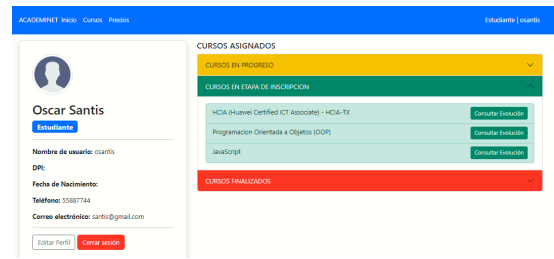 ACADEMINET Inicio Cursos Precios
Estudiante | osantis
Oscar Santis
Estudiante
Nombre de usuario: osantis
DPI:
Fecha de Nacimiento:
Teléfono: 55887744
Correo electrónico: santis@gmail.com
Editar Perfil Cerrar sesión
CURSOS ASIGNADOS
CURSOS EN PROGRESO
CURSOS EN ETAPA DE INSCRIPCION
HCIA (Huawei Certified ICT Associate) - HCIA-TX Consultar Evolución
Programacion Orientada a Objetos (OOP) Consultar Evolución
JavaScript Consultar Evolución
CURSOS FINALIZADOS